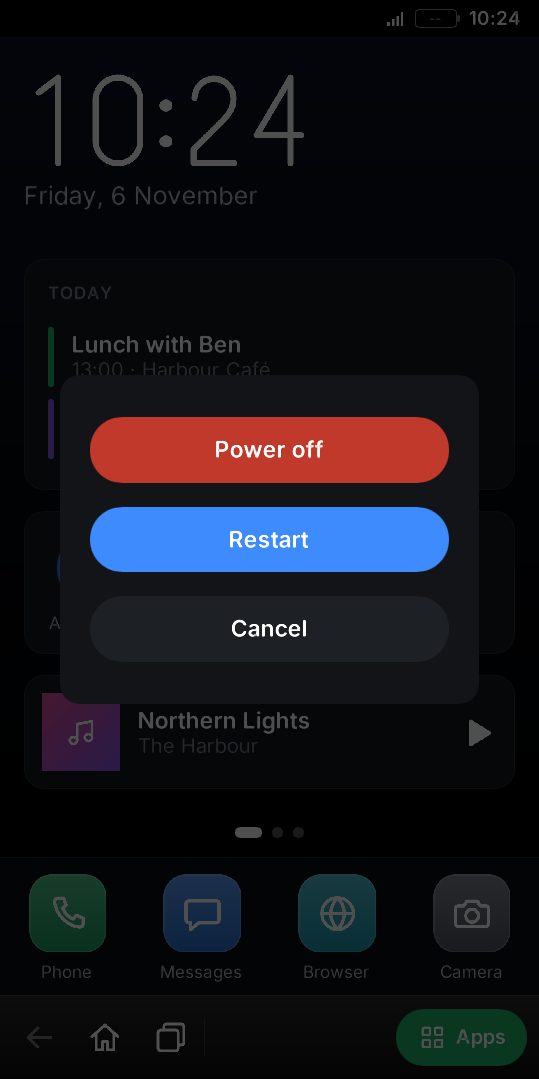 -- 10:24
10:24
Friday, 6 November
TODAY
Lunch with Ben
13:00 · Harbour Café
Power off
Restart
Cancel
Northern Lights
The Harbour
Phone Messages Browser Camera
Apps